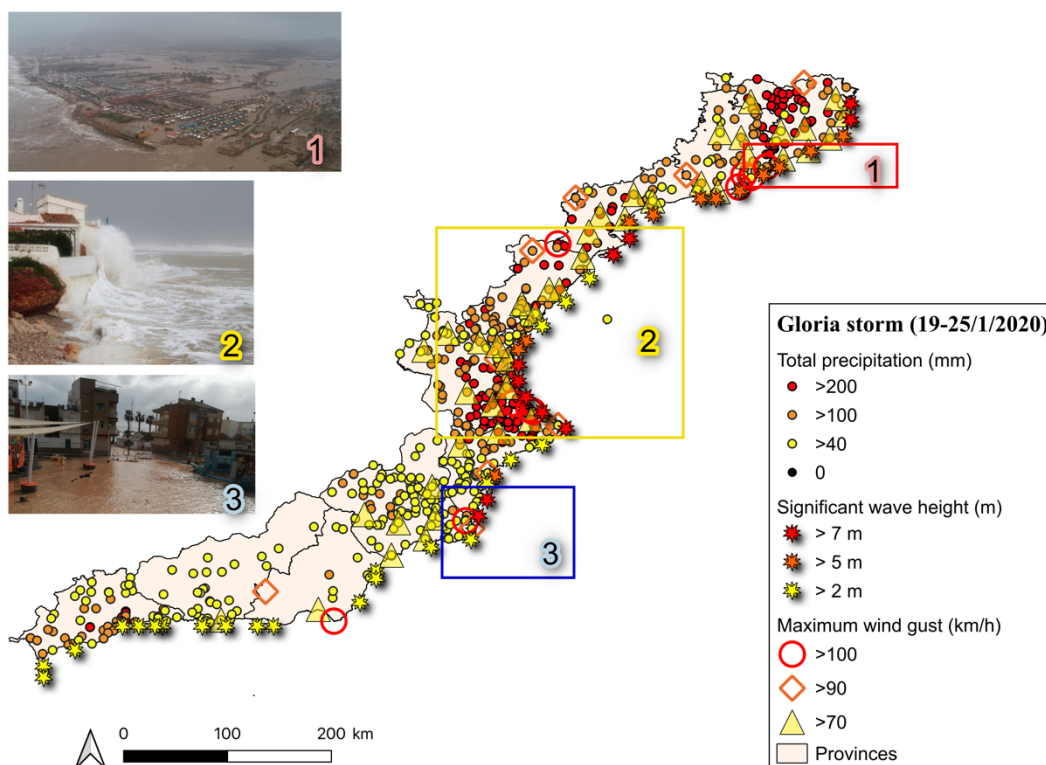 1
2
3
1
2
3
Gloria storm (19-25/1/2020)
Total precipitation (mm)
>200
>100
>40
0
Significant wave height (m)
> 7 m
> 5 m
> 2 m
Maximum wind gust (km/h)
>100
>90
>70
Provinces
0 100 200 km